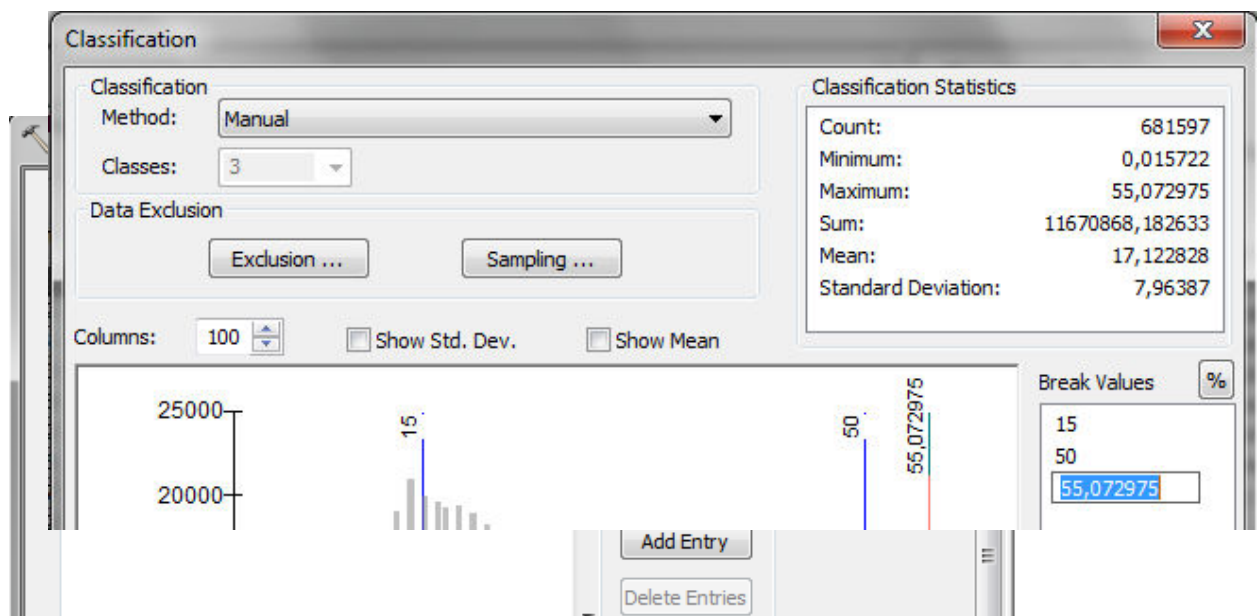 Classification
Classification
Method: Manual
Classes: 3
Data Exclusion
Exclusion ...
Sampling ...
Classification Statistics
Count: 681597
Minimum: 0,015722
Maximum: 55,072975
Sum: 11670868,182633
Mean: 17,122828
Standard Deviation: 7,96387
Columns: 100
Show Std. Dev.
Show Mean
Break Values %
15
50
55,072975
25000
20000
15
50
55,072975
Add Entry
Delete Entries